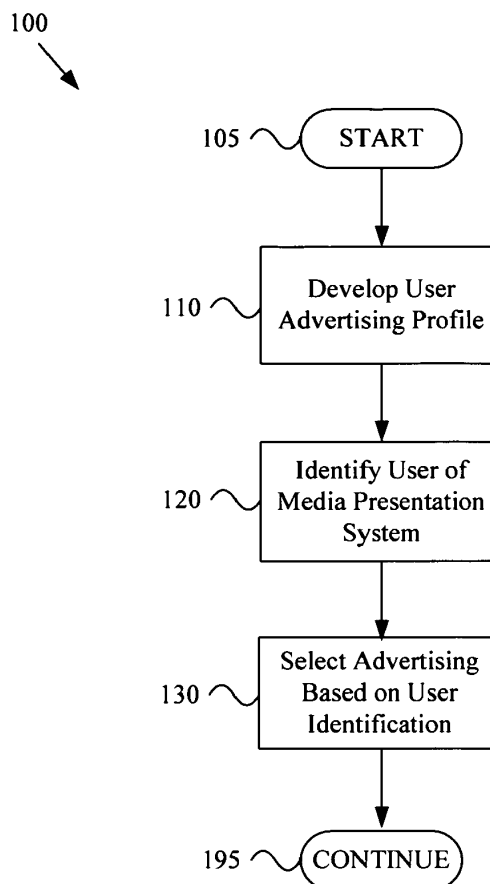 100
105
START
110
Develop User
Advertising Profile
120
Identify User of
Media Presentation
System
130
Select Advertising
Based on User
Identification
195
CONTINUE